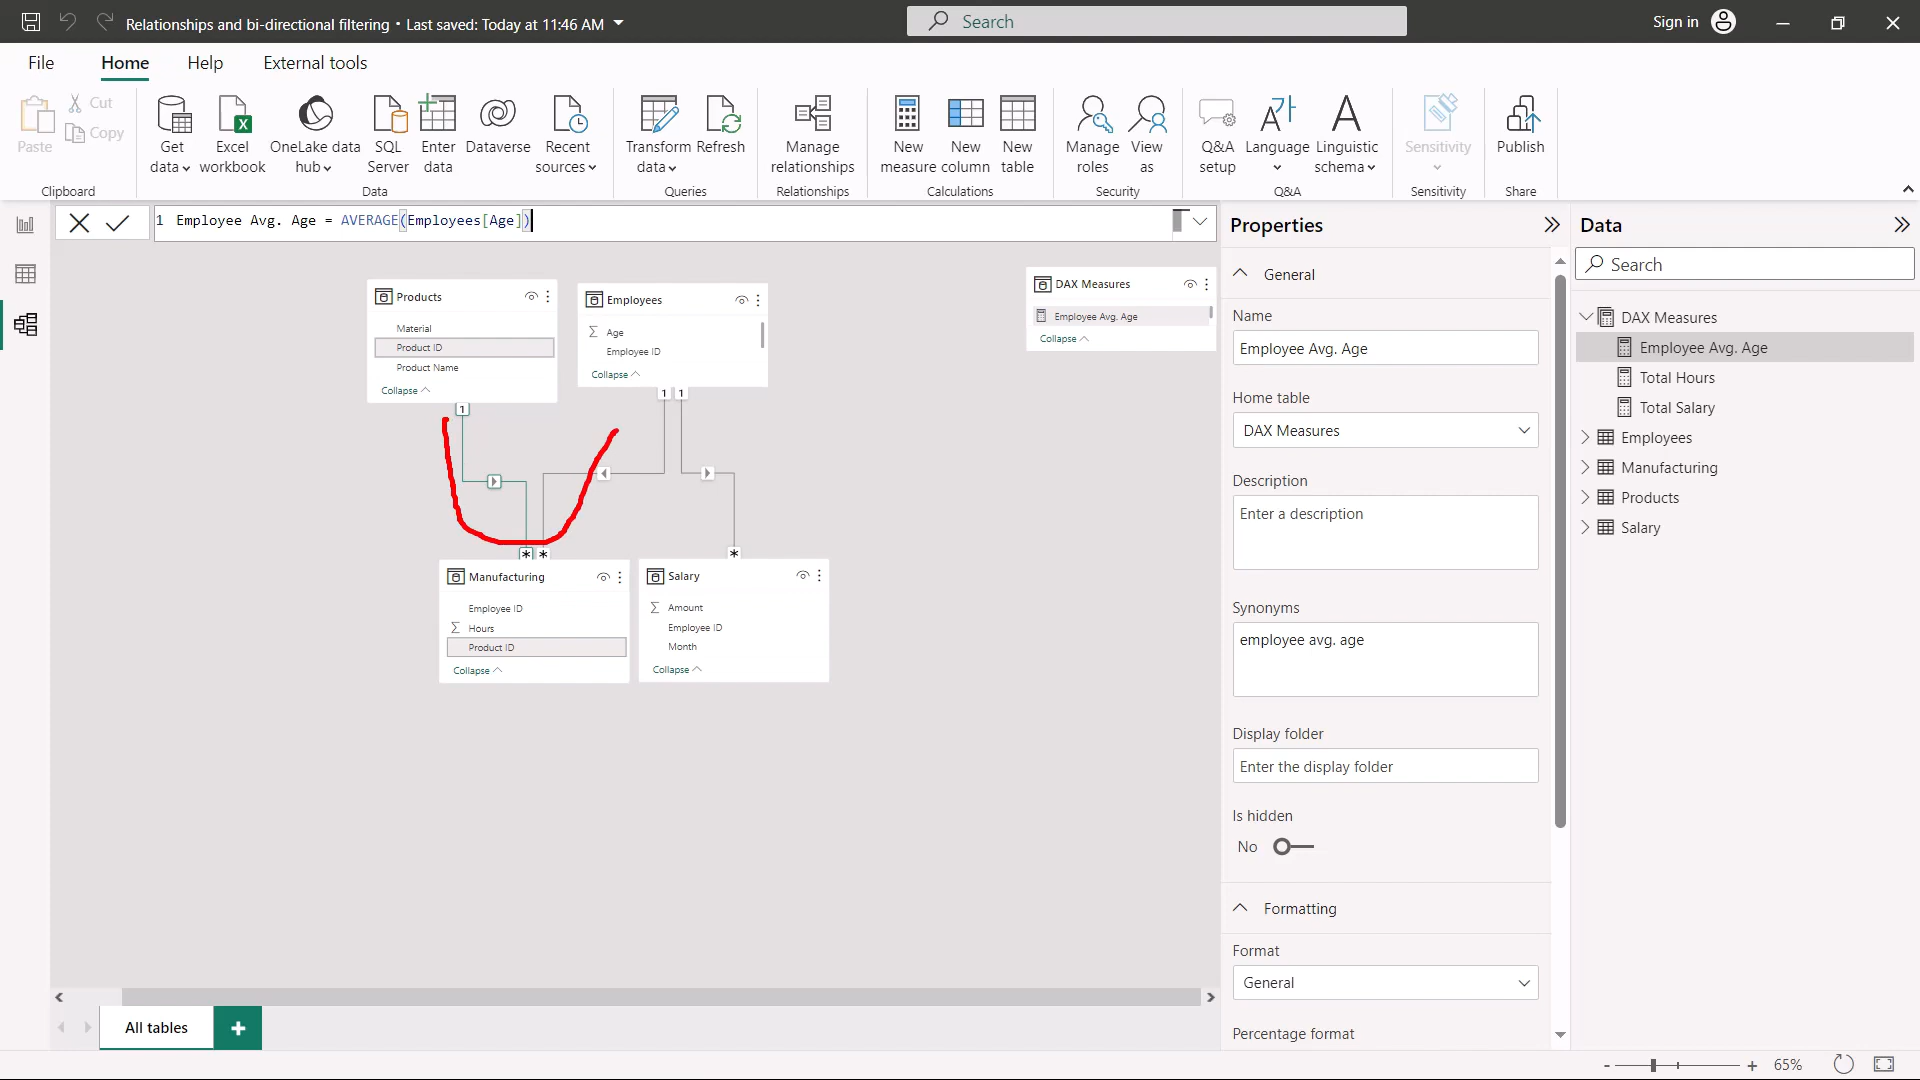 Relationships and bi-directional filtering • Last saved: Today at 11:46 AM
Search
Sign in
File
Home
Help
External tools
Paste
Cut
Copy
Clipboard
Get data
Excel workbook
OneLake data hub
SQL Server
Enter data
Dataverse
Recent sources
Data
Transform data
Refresh
Queries
Manage relationships
Relationships
New measure
New column
New table
Calculations
Manage roles
View as
Security
Q&A setup
Language
Linguistic schema
Q&A
Sensitivity
Sensitivity
Publish
Share
1 Employee Avg. Age = AVERAGE(Employees[Age])
Products
Material
Product ID
Product Name
Collapse
Employees
Age
Employee ID
Collapse
DAX Measures
Employee Avg. Age
Collapse
1
1 1
* *
*
Manufacturing
Employee ID
Hours
Product ID
Collapse
Salary
Amount
Employee ID
Month
Collapse
All tables
Properties
General
Name
Employee Avg. Age
Home table
DAX Measures
Description
Enter a description
Synonyms
employee avg. age
Display folder
Enter the display folder
Is hidden
No
Formatting
Format
General
Percentage format
Data
Search
DAX Measures
Employee Avg. Age
Total Hours
Total Salary
Employees
Manufacturing
Products
Salary
- + 65%